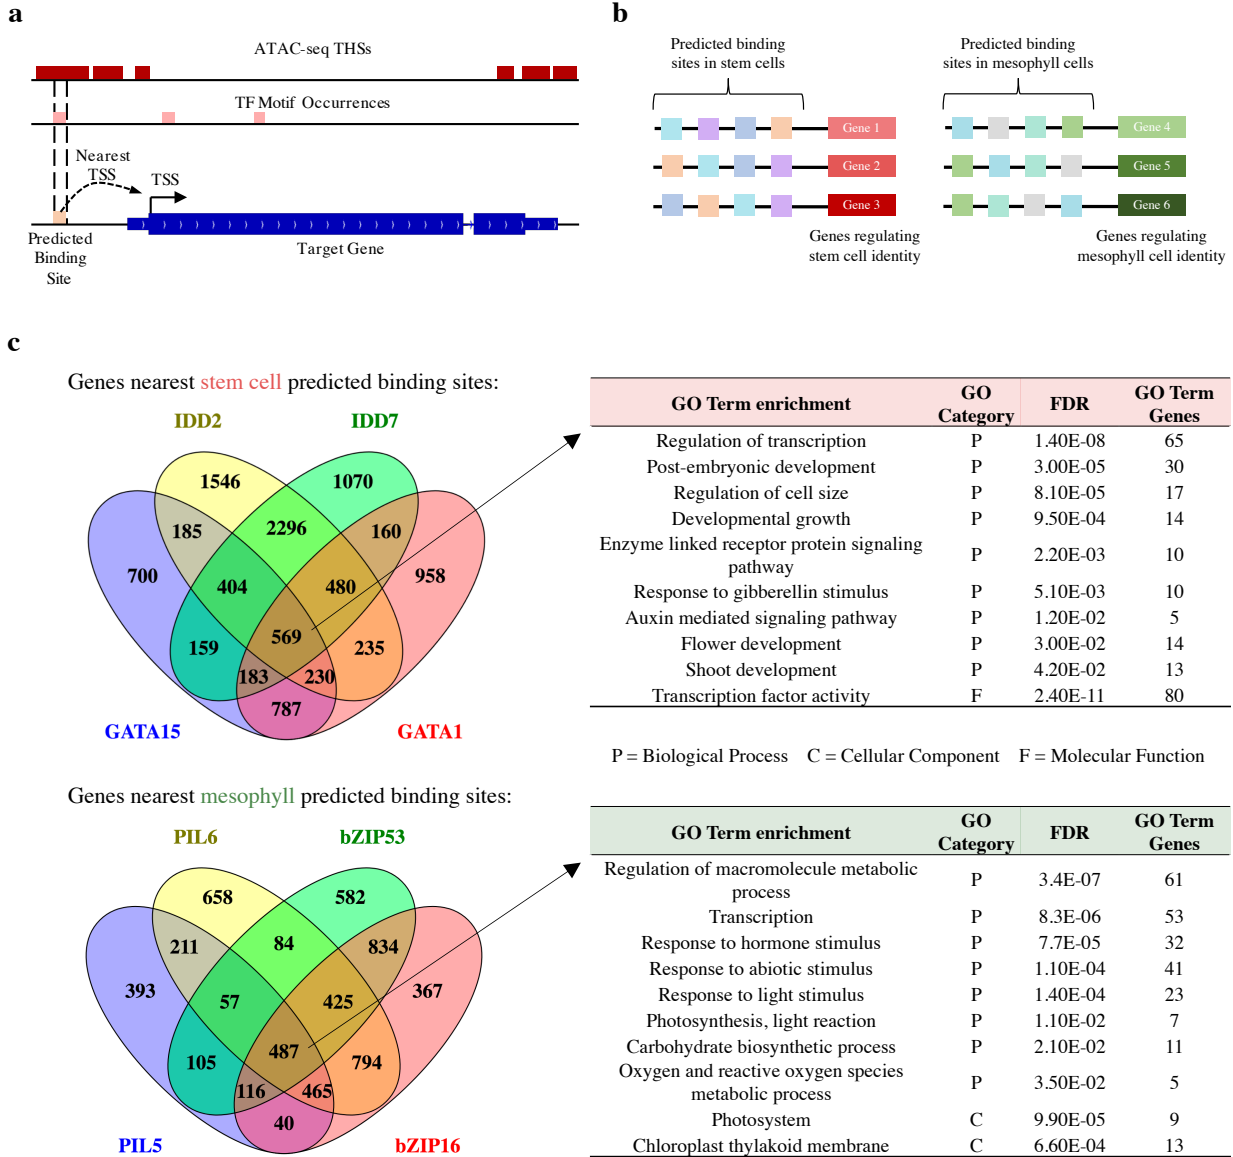 a
ATAC-seq THSs
TF Motif Occurrences
Nearest
TSS
TSS
Predicted
Binding
Site
Target Gene
b
Predicted binding
sites in stem cells
Gene 1
Gene 2
Gene 3
Genes regulating
stem cell identity
Predicted binding
sites in mesophyll cells
Gene 4
Gene 5
Gene 6
Genes regulating
mesophyll cell identity
c
Genes nearest stem cell predicted binding sites:
IDD2 IDD7
1546 1070
185 2296 160
700 404 480 958
569
159 235
183 230
787
GATA15 GATA1
GO Term enrichment GO Category FDR GO Term Genes
Regulation of transcription P 1.40E-08 65
Post-embryonic development P 3.00E-05 30
Regulation of cell size P 8.10E-05 17
Developmental growth P 9.50E-04 14
Enzyme linked receptor protein signaling
pathway P 2.20E-03 10
Response to gibberellin stimulus P 5.10E-03 10
Auxin mediated signaling pathway P 1.20E-02 5
Flower development P 3.00E-02 14
Shoot development P 4.20E-02 13
Transcription factor activity F 2.40E-11 80
P = Biological Process C = Cellular Component F = Molecular Function
Genes nearest mesophyll predicted binding sites:
PIL6 bZIP53
658 582
211 84 834
393 57 425 367
487
105 794
116 465
40
PIL5 bZIP16
GO Term enrichment GO Category FDR GO Term Genes
Regulation of macromolecule metabolic
process P 3.4E-07 61
Transcription P 8.3E-06 53
Response to hormone stimulus P 7.7E-05 32
Response to abiotic stimulus P 1.10E-04 41
Response to light stimulus P 1.40E-04 23
Photosynthesis, light reaction P 1.10E-02 7
Carbohydrate biosynthetic process P 2.10E-02 11
Oxygen and reactive oxygen species
metabolic process P 3.50E-02 5
Photosystem C 9.90E-05 9
Chloroplast thylakoid membrane C 6.60E-04 13